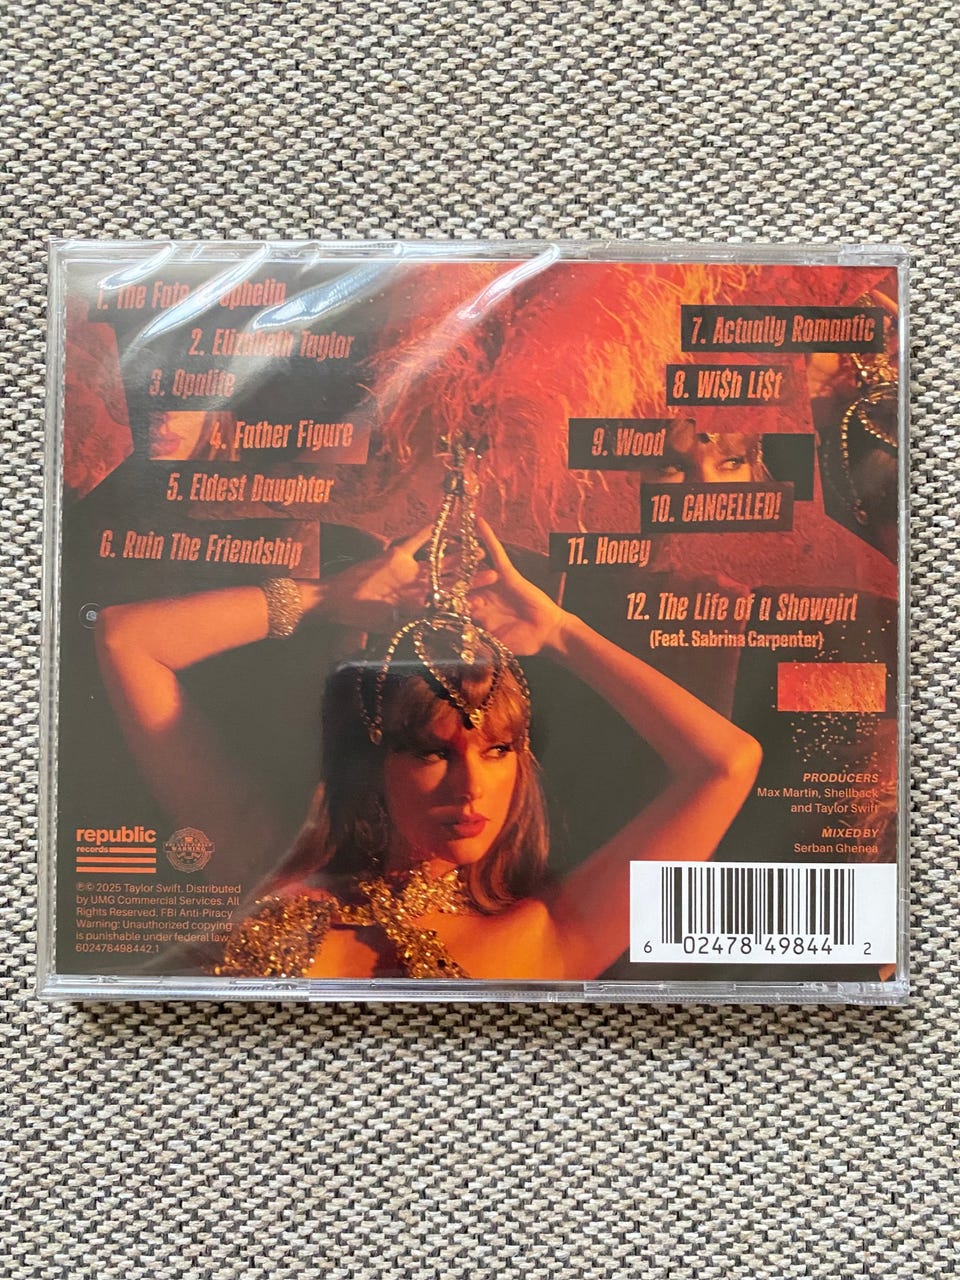 1. The Fate of Ophelia
2. Elizabeth Taylor
3. Opalite
4. Father Figure
5. Eldest Daughter
6. Ruin The Friendship
7. Actually Romantic
8. Wi$h Li$t
9. Wood
10. CANCELLED!
11. Honey
12. The Life of a Showgirl
(Feat. Sabrina Carpenter)
PRODUCERS
Max Martin, Shellback
and Taylor Swift
MIXED BY
Serban Ghenea
republic
records
WARNING
℗© 2025 Taylor Swift. Distributed
by UMG Commercial Services. All
Rights Reserved. FBI Anti-Piracy
Warning: Unauthorized copying
is punishable under federal law.
602478498442.1
6 02478 49844 2